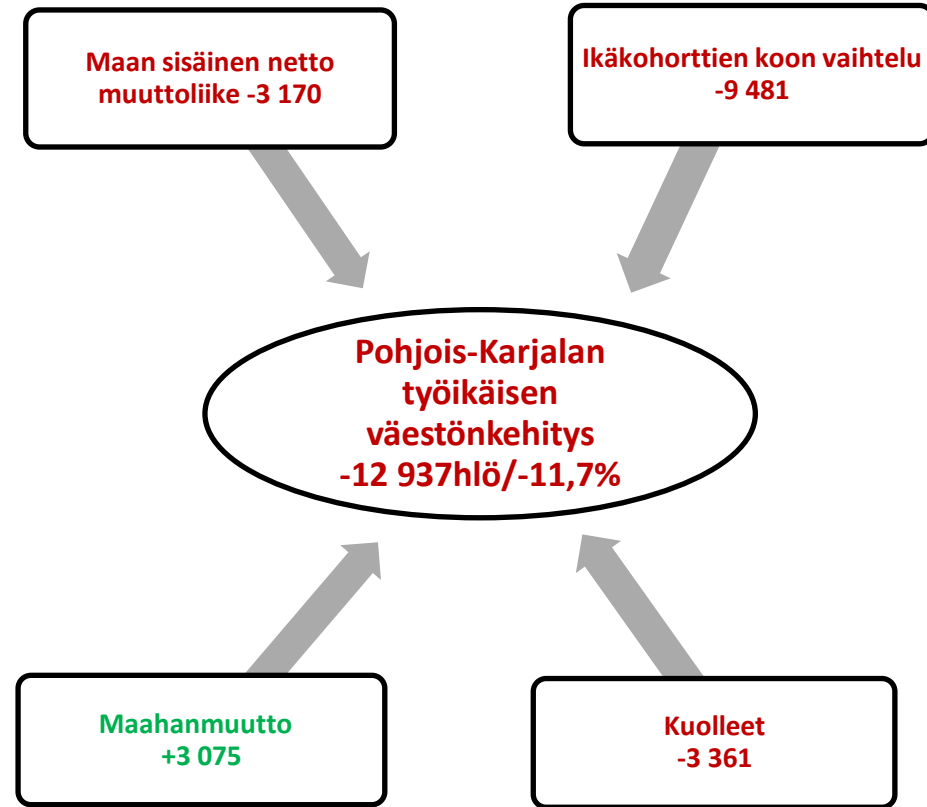 Maan sisäinen netto
muuttoliike -3 170
Ikäkohorttien koon vaihtelu
-9 481
Pohjois-Karjalan
työikäisen
väestönkehitys
-12 937hlö/-11,7%
Maahanmuutto
+3 075
Kuolleet
-3 361